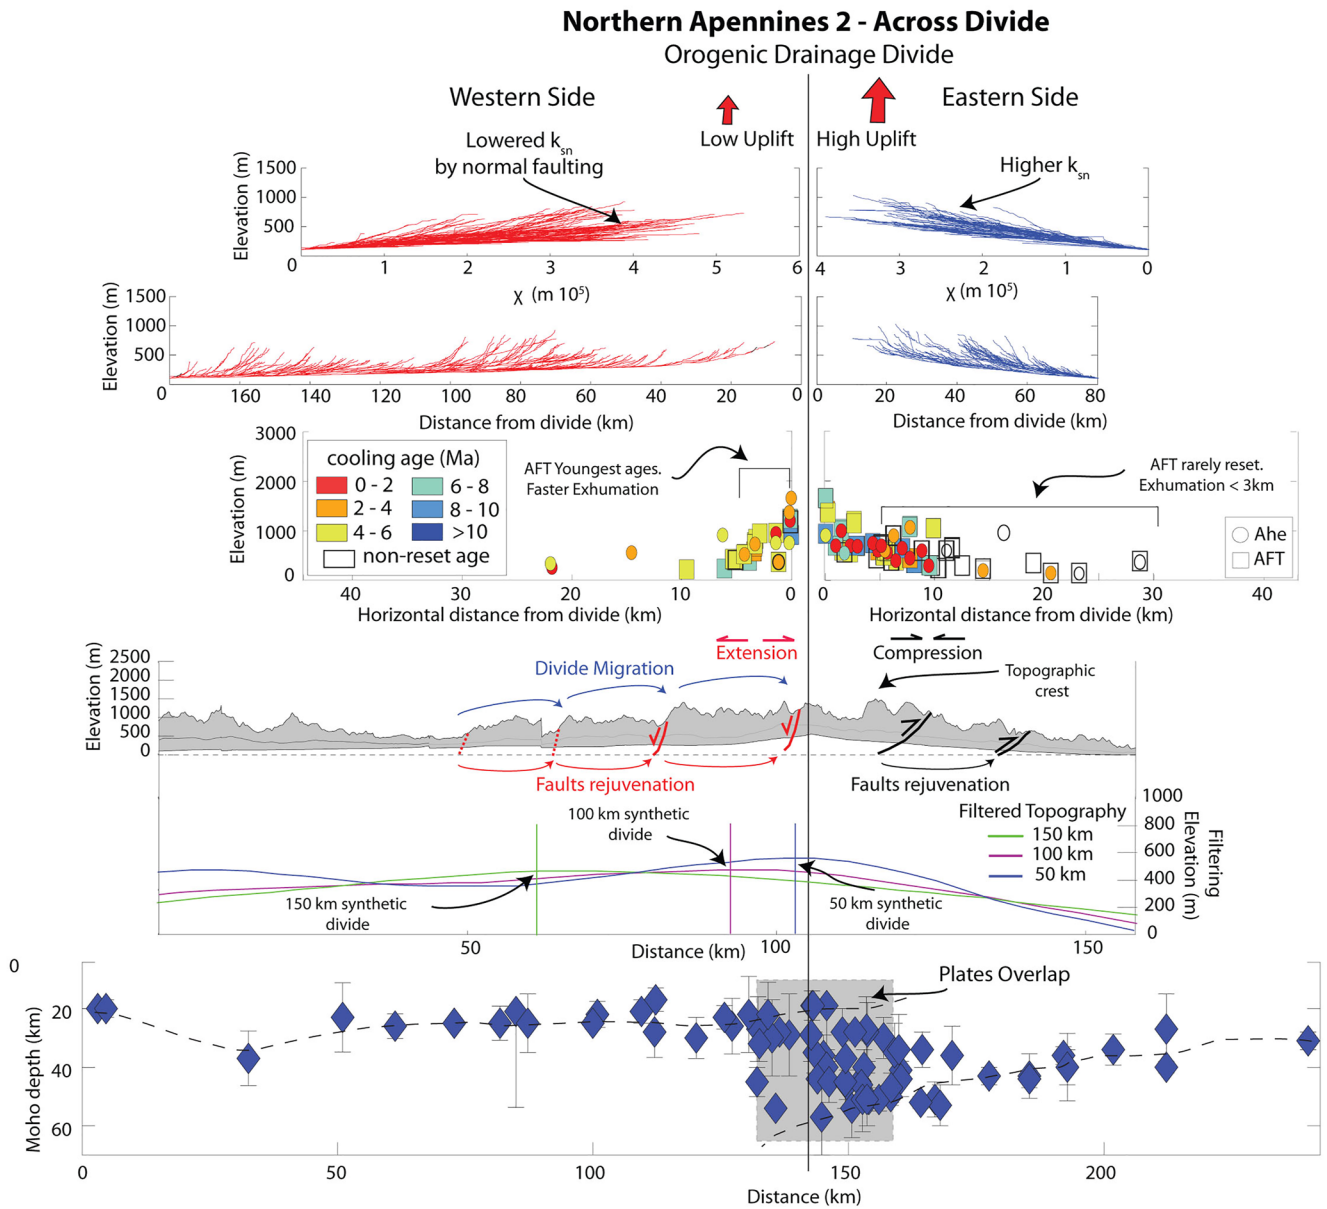 Northern Apennines 2 - Across Divide
Orogenic Drainage Divide
Western Side
Eastern Side
Low Uplift
High Uplift
Lowered ksn
by normal faulting
Higher ksn
Elevation (m)
1500
1000
500
0 1 2 3 4 5 6
4 3 2 1 0
χ (m 10⁵)
χ (m 10⁵)
Elevation (m)
1500
1000
500
0
160 140 120 100 80 60 40 20 0
0 20 40 60 80
Distance from divide (km)
Distance from divide (km)
Elevation (m)
3000
2000
1000
0
cooling age (Ma)
0 - 2
6 - 8
2 - 4
8 - 10
4 - 6
>10
non-reset age
AFT Youngest ages.
Faster Exhumation
AFT rarely reset.
Exhumation < 3km
Ahe
AFT
40 30 20 10 0
0 10 20 30 40
Horizontal distance from divide (km)
Horizontal distance from divide (km)
Extension
Compression
Divide Migration
Topographic
crest
Elevation (m)
2500
2000
1500
1000
500
0
Faults rejuvenation
Faults rejuvenation
100 km synthetic
divide
150 km synthetic
divide
50 km synthetic
divide
Filtered Topography
150 km
100 km
50 km
1000
800
600
400
200
0
Filtering
Elevation (m)
50 100 150
Distance (km)
Plates Overlap
Moho depth (km)
0
20
40
60
0 50 100 150 200
Distance (km)